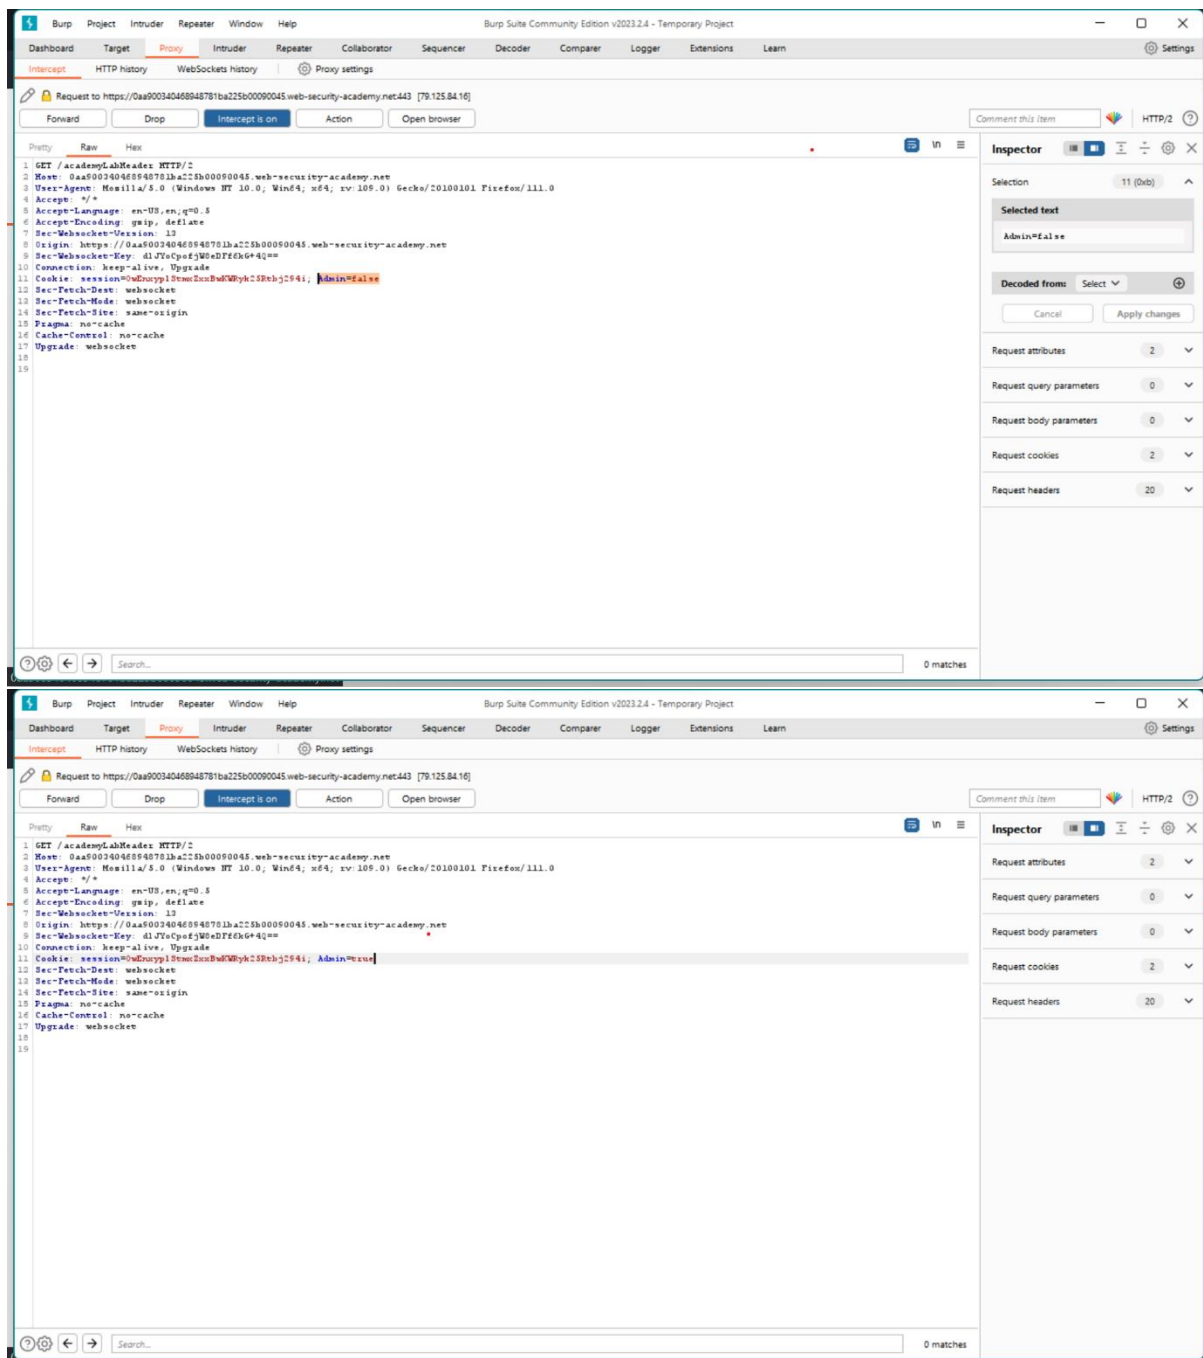 Burp Project Intruder Repeater Window Help Burp Suite Community Edition v2023.2.4 - Temporary Project
Dashboard Target Proxy Intruder Repeater Collaborator Sequencer Decoder Comparer Logger Extensions Learn Settings
Intercept HTTP history WebSockets history Proxy settings
Request to https://0aa900340468948781ba225b00090045.web-security-academy.net:443 [79.125.84.16]
Forward Drop Intercept is on Action Open browser Comment this item HTTP/2
Pretty Raw Hex \n Inspector
1 GET /academyLabHeader HTTP/2
2 Host: 0aa900340468948781ba225b00090045.web-security-academy.net
3 User-Agent: Mozilla/5.0 (Windows NT 10.0; Win64; x64; rv:109.0) Gecko/20100101 Firefox/111.0
4 Accept: */*
5 Accept-Language: en-US,en;q=0.5
6 Accept-Encoding: gzip, deflate
7 Sec-Websocket-Version: 13
8 Origin: https://0aa900340468948781ba225b00090045.web-security-academy.net
9 Sec-Websocket-Key:
10 Connection: keep-alive, Upgrade
11 Cookie: Admin=false
12 Sec-Fetch-Dest: websocket
13 Sec-Fetch-Mode: websocket
14 Sec-Fetch-Site: same-origin
15 Pragma: no-cache
16 Cache-Control: no-cache
17 Upgrade: websocket
18
19
Selection 11 (0xb)
Selected text
Admin=false
Decoded from: Select
Cancel Apply changes
Request attributes 2
Request query parameters 0
Request body parameters 0
Request cookies 2
Request headers 20
Search... 0 matches
Burp Project Intruder Repeater Window Help Burp Suite Community Edition v2023.2.4 - Temporary Project
Dashboard Target Proxy Intruder Repeater Collaborator Sequencer Decoder Comparer Logger Extensions Learn Settings
Intercept HTTP history WebSockets history Proxy settings
Request to https://0aa900340468948781ba225b00090045.web-security-academy.net:443 [79.125.84.16]
Forward Drop Intercept is on Action Open browser Comment this item HTTP/2
Pretty Raw Hex \n Inspector
1 GET /academyLabHeader HTTP/2
2 Host: 0aa900340468948781ba225b00090045.web-security-academy.net
3 User-Agent: Mozilla/5.0 (Windows NT 10.0; Win64; x64; rv:109.0) Gecko/20100101 Firefox/111.0
4 Accept: */*
5 Accept-Language: en-US,en;q=0.5
6 Accept-Encoding: gzip, deflate
7 Sec-Websocket-Version: 13
8 Origin: https://0aa900340468948781ba225b00090045.web-security-academy.net
9 Sec-Websocket-Key:
10 Connection: keep-alive, Upgrade
11 Cookie: Admin=true
12 Sec-Fetch-Dest: websocket
13 Sec-Fetch-Mode: websocket
14 Sec-Fetch-Site: same-origin
15 Pragma: no-cache
16 Cache-Control: no-cache
17 Upgrade: websocket
18
19
Request attributes 2
Request query parameters 0
Request body parameters 0
Request cookies 2
Request headers 20
Search... 0 matches